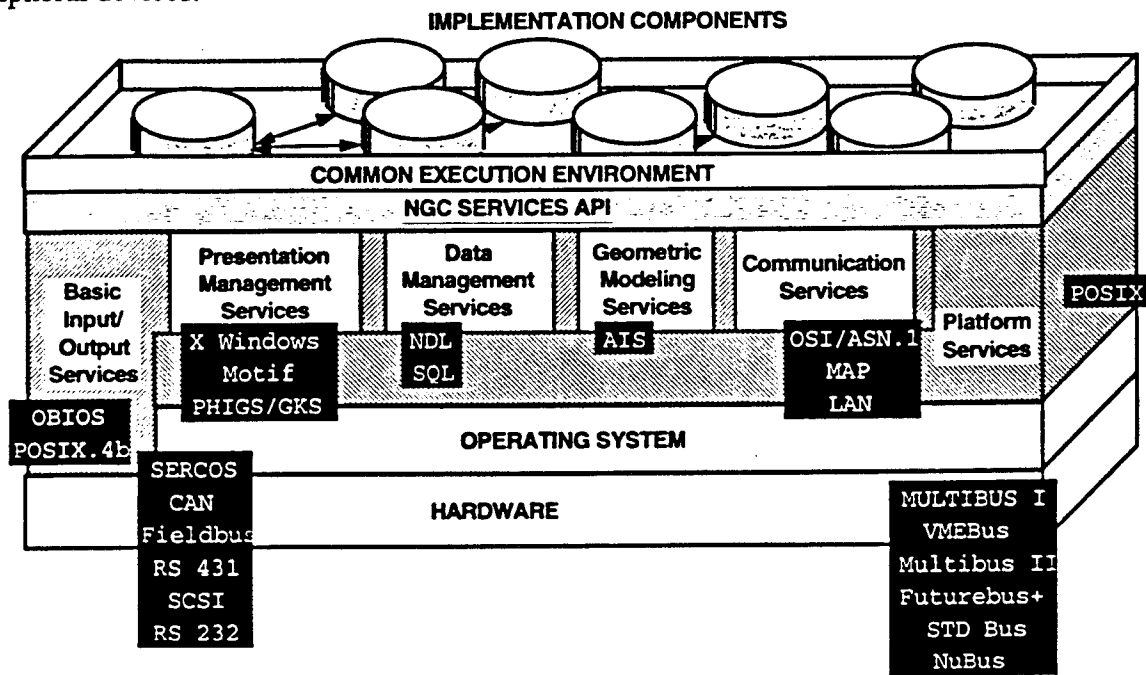 IMPLEMENTATION COMPONENTS
COMMON EXECUTION ENVIRONMENT
NGC SERVICES API
Basic
Input/
Output
Services
Presentation
Management
Services
Data
Management
Services
Geometric
Modeling
Services
Communication
Services
Platform
Services
POSIX
X Windows
Motif
PHIGS/GKS
NDL
SQL
AIS
OSI/ASN.1
MAP
LAN
OBIOS
POSIX.4b
OPERATING SYSTEM
HARDWARE
SERCOS
CAN
Fieldbus
RS 431
SCSI
RS 232
MULTIBUS I
VMEBus
Multibus II
Futurebus+
STD Bus
NuBus